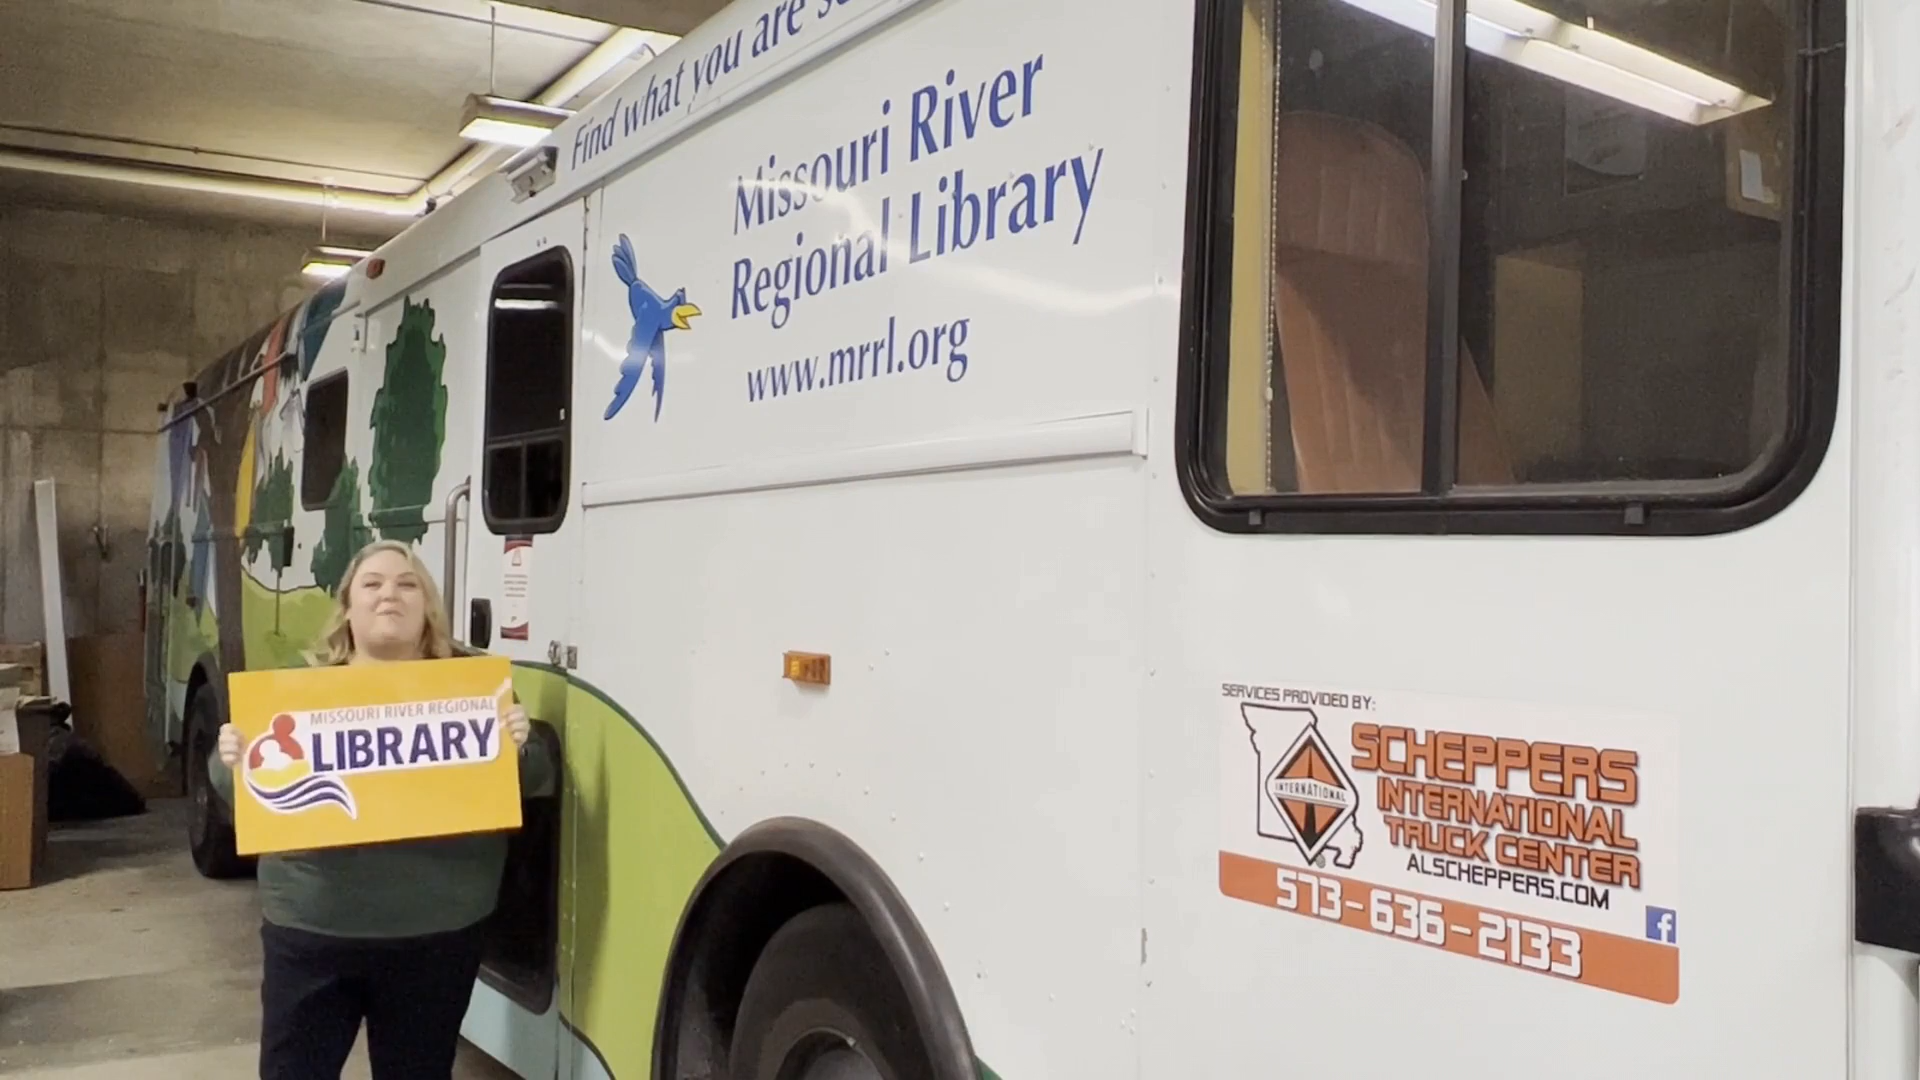 Find what you are
Missouri River
Regional Library
www.mrrl.org
MISSOURI RIVER REGIONAL
LIBRARY
SERVICES PROVIDED BY:
INTERNATIONAL
SCHEPPERS
INTERNATIONAL
TRUCK CENTER
ALSCHEPPERS.COM
573-636-2133
f